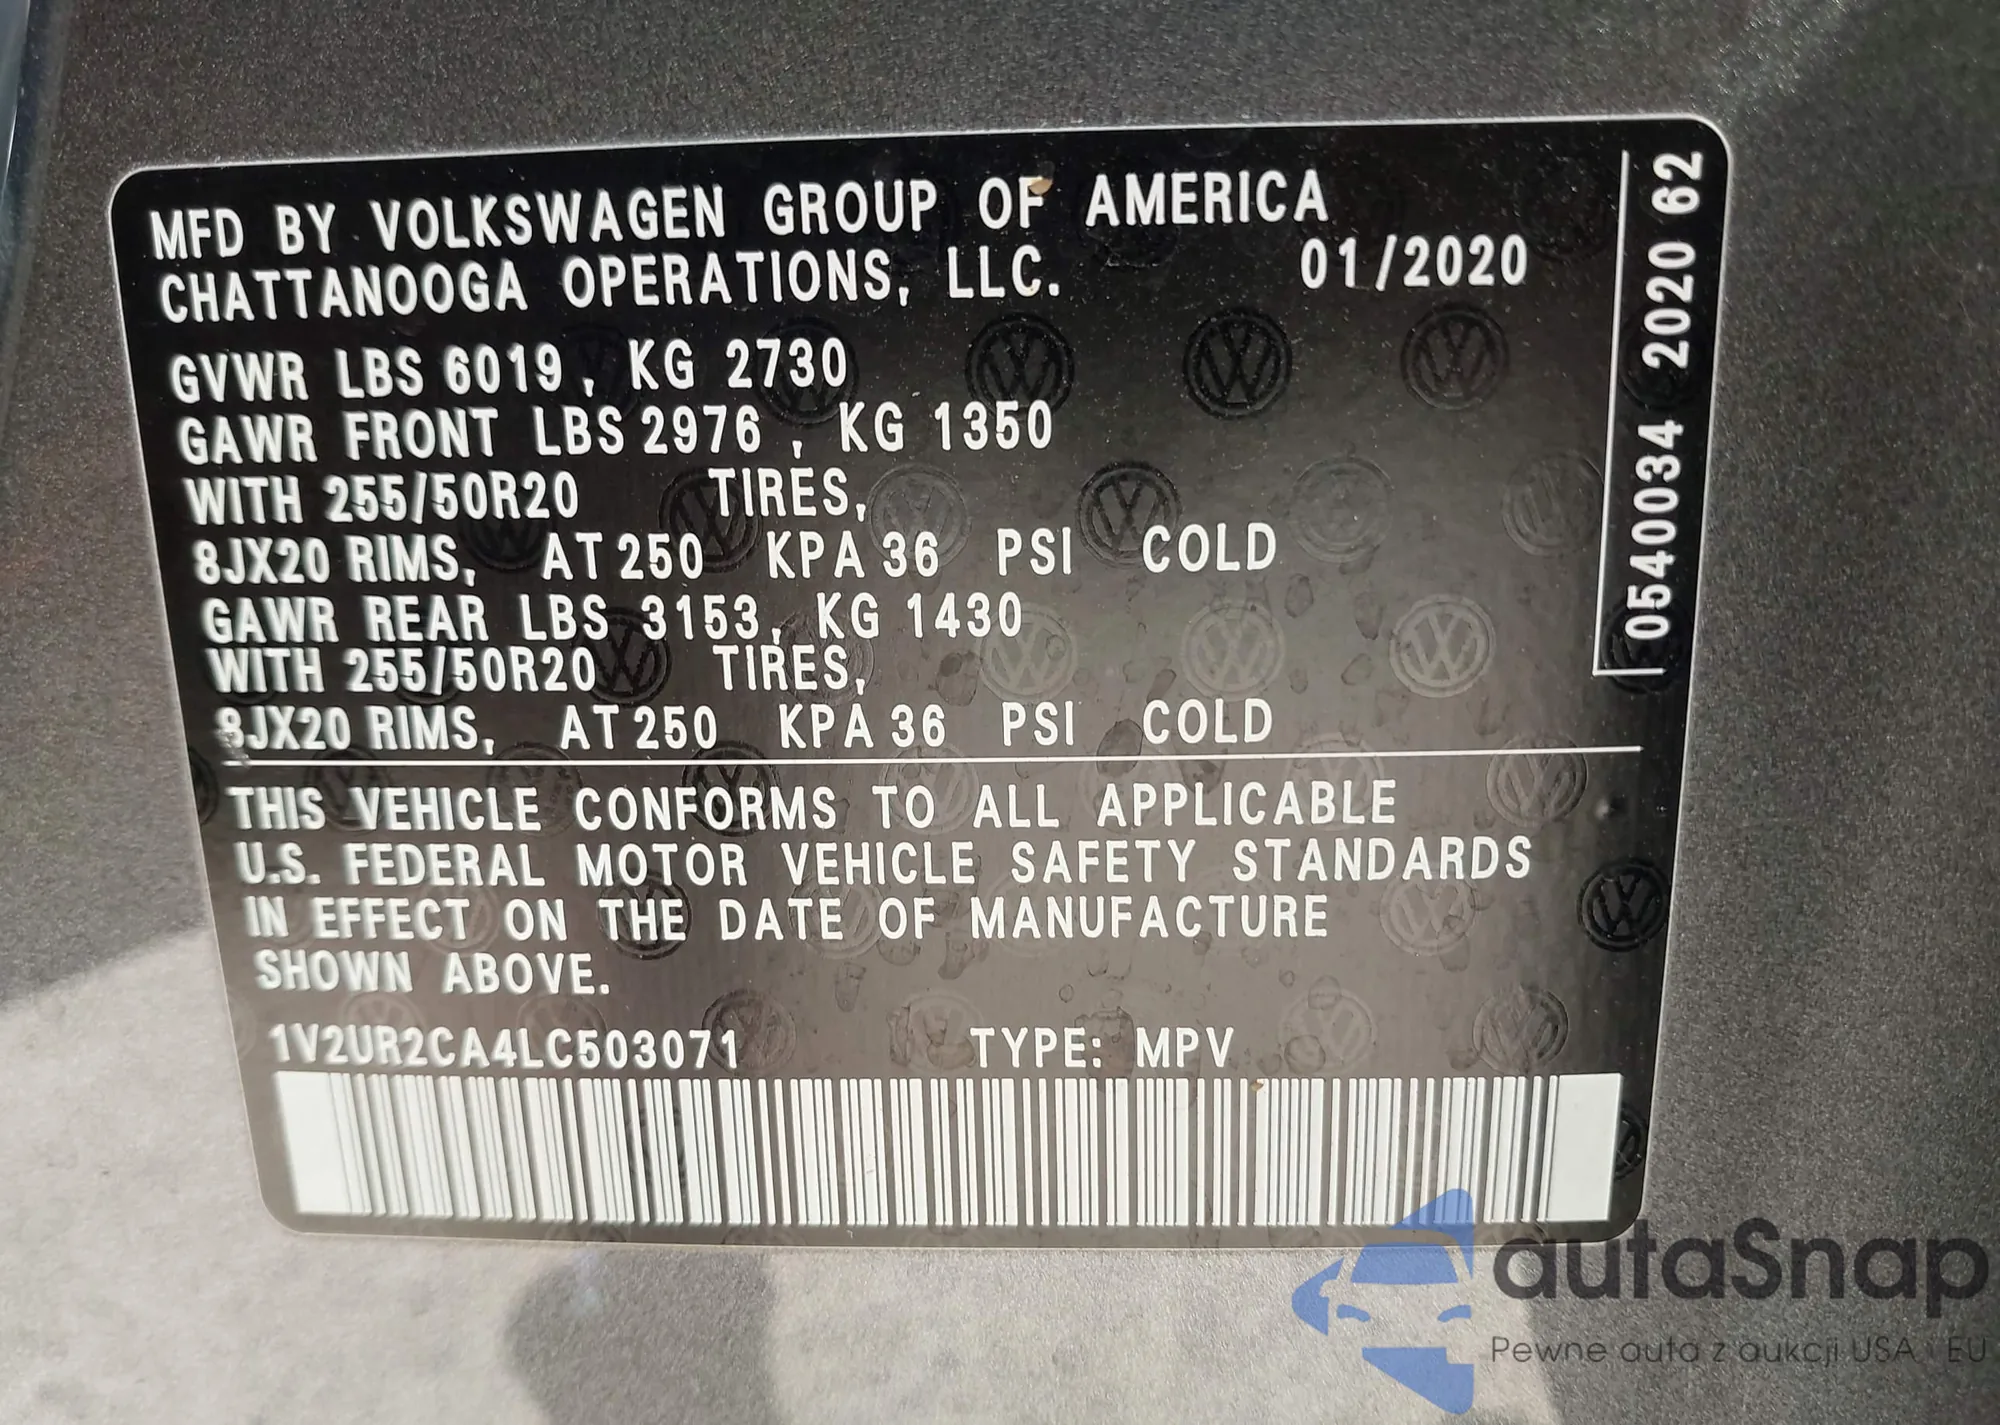 MFD BY VOLKSWAGEN GROUP OF AMERICA
CHATTANOOGA OPERATIONS, LLC. 01/2020
GVWR LBS 6019, KG 2730
GAWR FRONT LBS 2976, KG 1350
WITH 255/50R20 TIRES,
8JX20 RIMS, AT 250 KPA 36 PSI COLD
GAWR REAR LBS 3153, KG 1430
WITH 255/50R20 TIRES,
8JX20 RIMS, AT 250 KPA 36 PSI COLD
THIS VEHICLE CONFORMS TO ALL APPLICABLE
U.S. FEDERAL MOTOR VEHICLE SAFETY STANDARDS
IN EFFECT ON THE DATE OF MANUFACTURE
SHOWN ABOVE.
1V2UR2CA4LC503071 TYPE: MPV
0540034 2020 62
autaSnap
Pewne auta z aukcji USA i EU